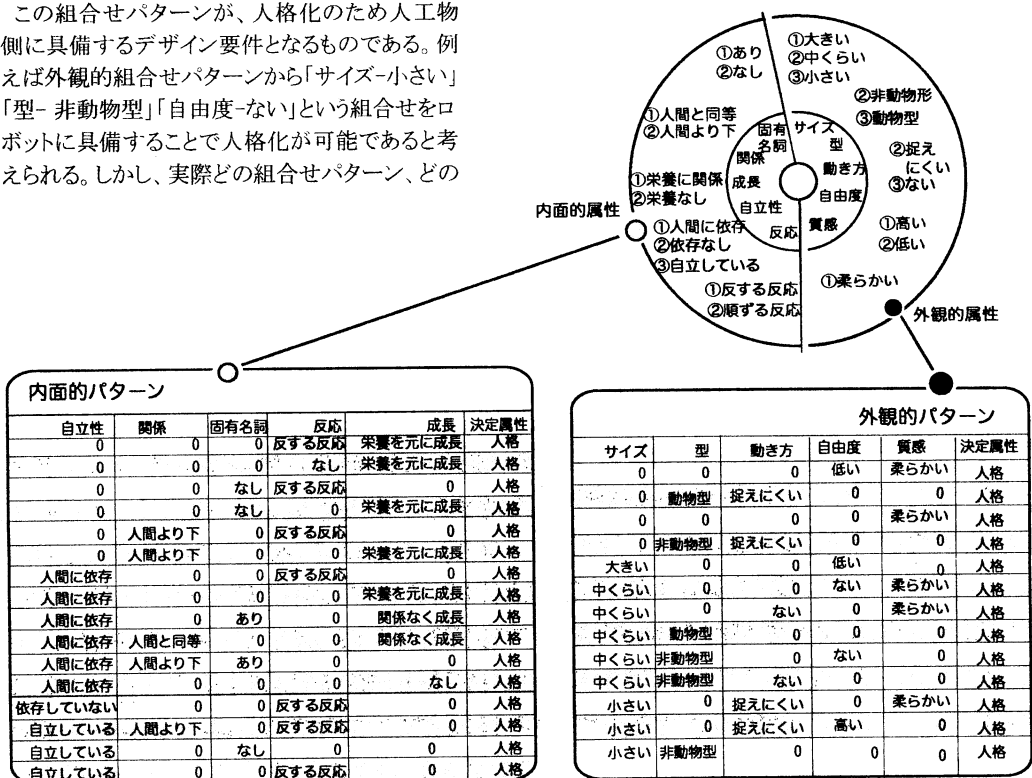 この組合せパターンが、人格化のため人工物
側に具備するデザイン要件となるものである。例
えば外観的組合せパターンから「サイズ-小さい」
「型- 非動物型」「自由度-ない」という組合せをロ
ボットに具備することで人格化が可能であると考
えられる。しかし、実際どの組合せパターン、どの
①あり
②なし
①人間と同等
②人間より下
①栄養に関係
②栄養なし
①人間に依存
②依存なし
③自立している
①反する反応
②順ずる反応
①大きい
②中くらい
③小さい
②非動物形
③動物型
②捉え
にくい
③ない
①高い
②低い
①柔らかい
固有
名詞
関係
成長
自立性
反応
サイズ
型
動き方
自由度
質感
内面的属性
外観的属性
内面的パターン
自立性 関係 固有名詞 反応 成長 決定属性
0 0 0 反する反応 栄養を元に成長 人格
0 0 0 なし 栄養を元に成長 人格
0 0 なし 反する反応 0 人格
0 0 なし 0 栄養を元に成長 人格
0 人間より下 0 反する反応 0 人格
0 人間より下 0 0 栄養を元に成長 人格
人間に依存 0 0 反する反応 0 人格
人間に依存 0 0 0 栄養を元に成長 人格
人間に依存 0 あり 0 関係なく成長 人格
人間に依存 人間と同等 0 0 関係なく成長 人格
人間に依存 人間より下 あり 0 0 人格
人間に依存 0 0 0 なし 人格
依存していない 0 0 反する反応 0 人格
自立している 人間より下 0 反する反応 0 人格
自立している 0 なし 0 0 人格
自立している 0 0 反する反応 0 人格
外観的パターン
サイズ 型 動き方 自由度 質感 決定属性
0 0 0 低い 柔らかい 人格
0 動物型 捉えにくい 0 0 人格
0 0 0 0 柔らかい 人格
0 非動物型 捉えにくい 0 0 人格
大きい 0 0 低い 0 人格
中くらい 0 0 ない 柔らかい 人格
中くらい 0 ない 0 柔らかい 人格
中くらい 動物型 0 0 0 人格
中くらい 非動物型 0 ない 0 人格
中くらい 非動物型 ない 0 0 人格
小さい 0 捉えにくい 0 柔らかい 人格
小さい 0 捉えにくい 高い 0 人格
小さい 非動物型 0 0 0 人格